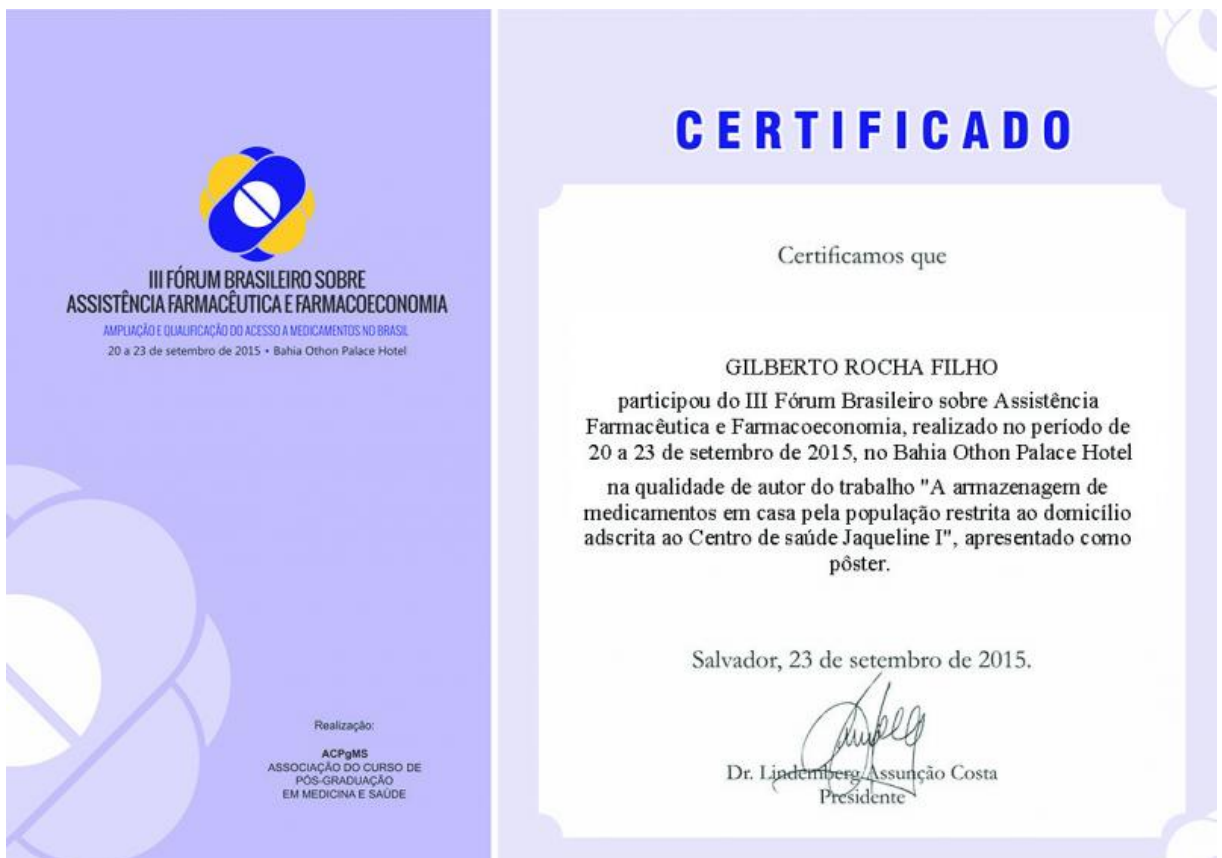 III FÓRUM BRASILEIRO SOBRE
ASSISTÊNCIA FARMACÊUTICA E FARMACOECONOMIA
AMPLIAÇÃO E QUALIFICAÇÃO DO ACESSO A MEDICAMENTOS NO BRASIL
20 a 23 de setembro de 2015 • Bahia Othon Palace Hotel
Realização:
ACPgMS
ASSOCIAÇÃO DO CURSO DE
PÓS-GRADUAÇÃO
EM MEDICINA E SAÚDE
CERTIFICADO
Certificamos que
GILBERTO ROCHA FILHO
participou do III Fórum Brasileiro sobre Assistência
Farmacêutica e Farmacoeconomia, realizado no período de
20 a 23 de setembro de 2015, no Bahia Othon Palace Hotel
na qualidade de autor do trabalho "A armazenagem de
medicamentos em casa pela população restrita ao domicílio
adscrita ao Centro de saúde Jaqueline I", apresentado como
pôster.
Salvador, 23 de setembro de 2015.
Dr. Lindemberg Assunção Costa
Presidente